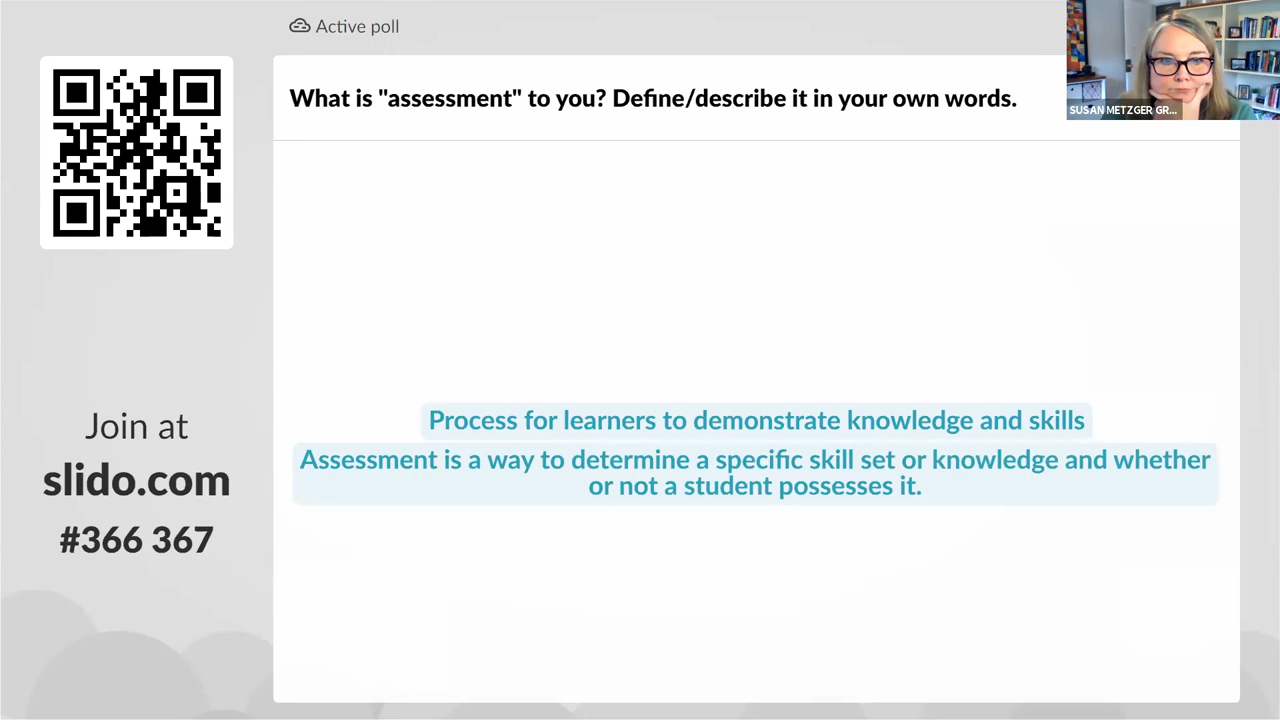 Active poll
What is "assessment" to you? Define/describe it in your own words.
SUSAN METZGER GR...
Process for learners to demonstrate knowledge and skills
Assessment is a way to determine a specific skill set or knowledge and whether
or not a student possesses it.
Join at
slido.com
#366 367